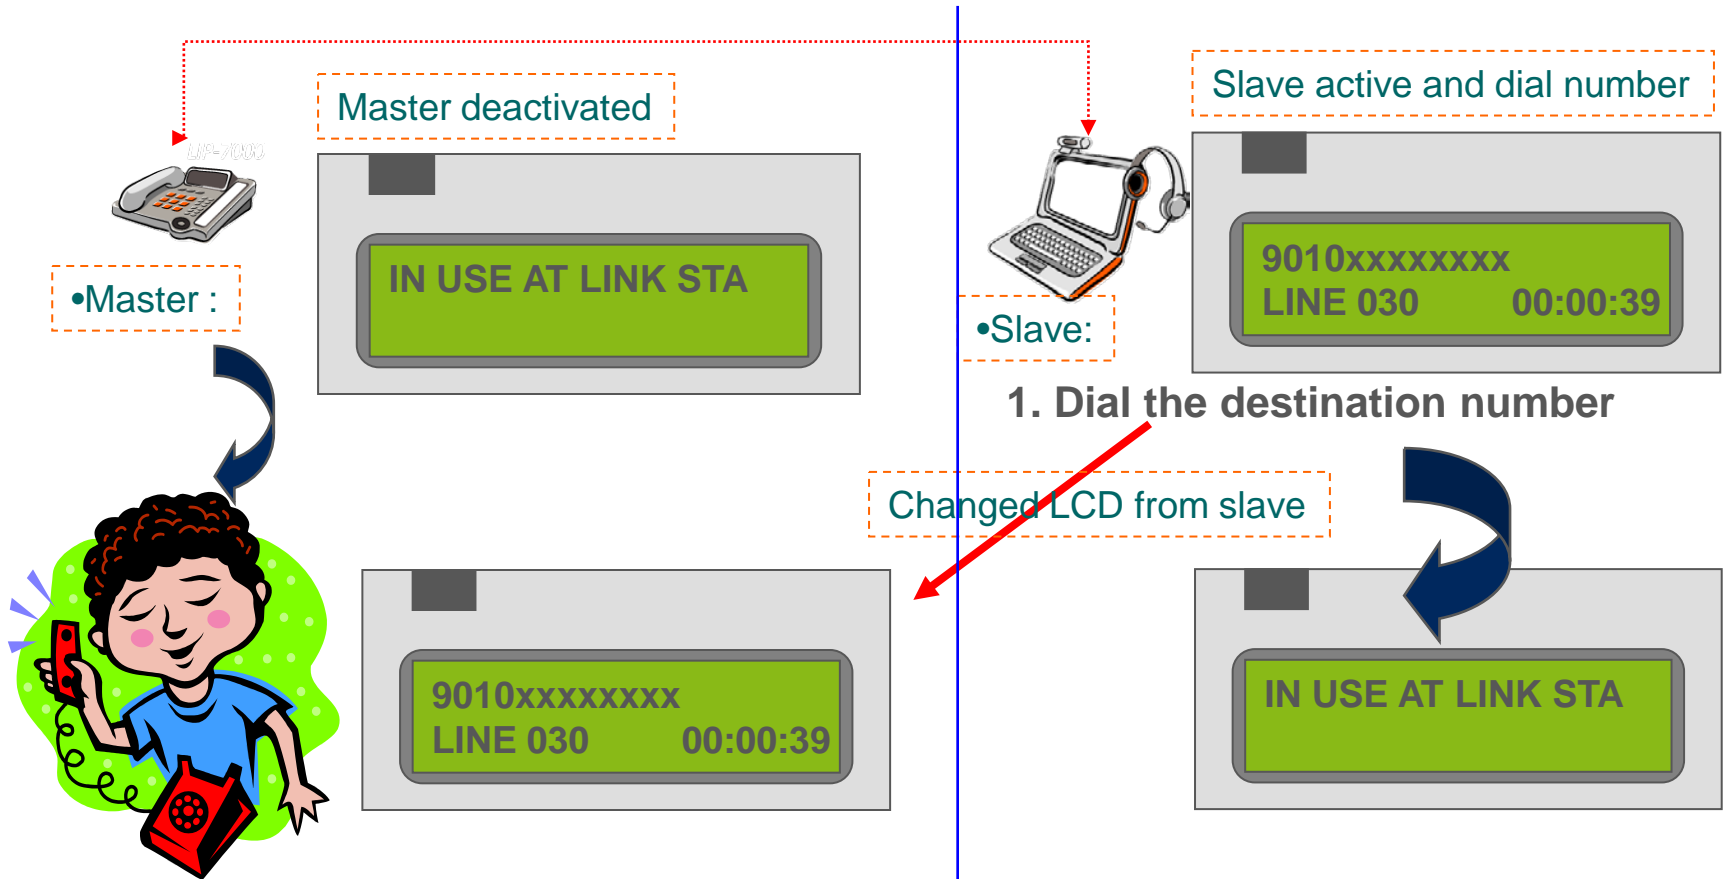 Master deactivated
LIP-7000
IN USE AT LINK STA
•Master :
Slave active and dial number
9010xxxxxxxx
LINE 030 00:00:39
•Slave:
1. Dial the destination number
Changed LCD from slave
9010xxxxxxxx
LINE 030 00:00:39
IN USE AT LINK STA